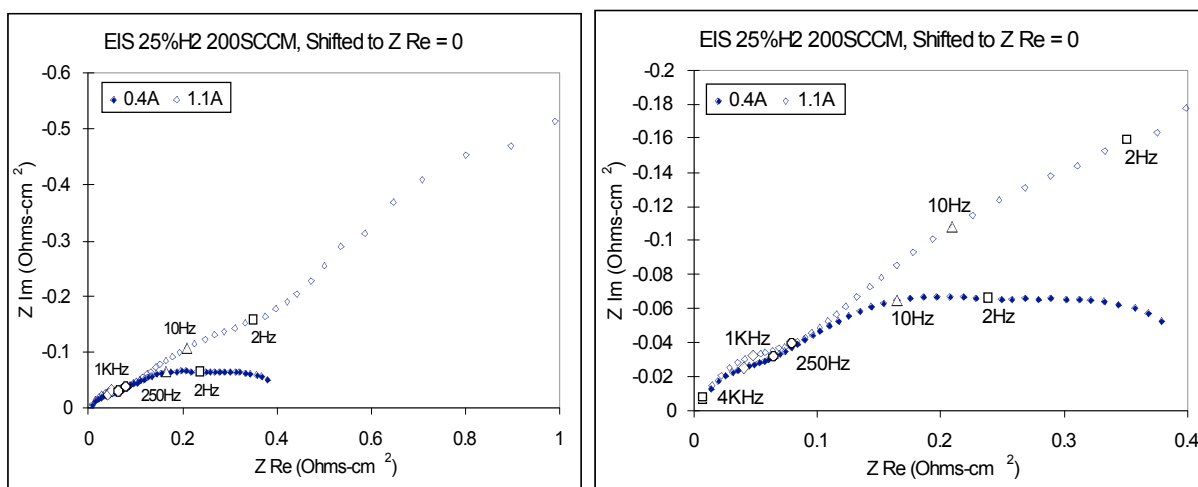 EIS 25%H2 200SCCM, Shifted to Z Re = 0
0.4A 1.1A
Z Im (Ohms-cm 2)
-0.6
-0.5
-0.4
-0.3
-0.2
-0.1
0
10Hz
2Hz
1KHz
250Hz
2Hz
0 0.2 0.4 0.6 0.8 1
Z Re (Ohms-cm 2)
EIS 25%H2 200SCCM, Shifted to Z Re = 0
0.4A 1.1A
Z Im (Ohms-cm 2)
-0.2
-0.18
-0.16
-0.14
-0.12
-0.1
-0.08
-0.06
-0.04
-0.02
0
2Hz
10Hz
10Hz
2Hz
1KHz
250Hz
4KHz
0 0.1 0.2 0.3 0.4
Z Re (Ohms-cm 2)